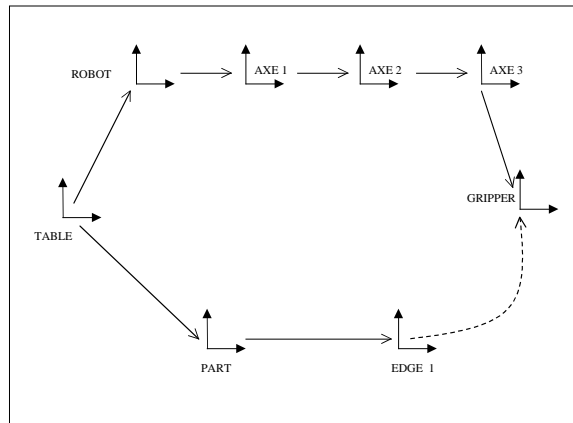 ROBOT
AXE 1
AXE 2
AXE 3
GRIPPER
TABLE
PART
EDGE 1